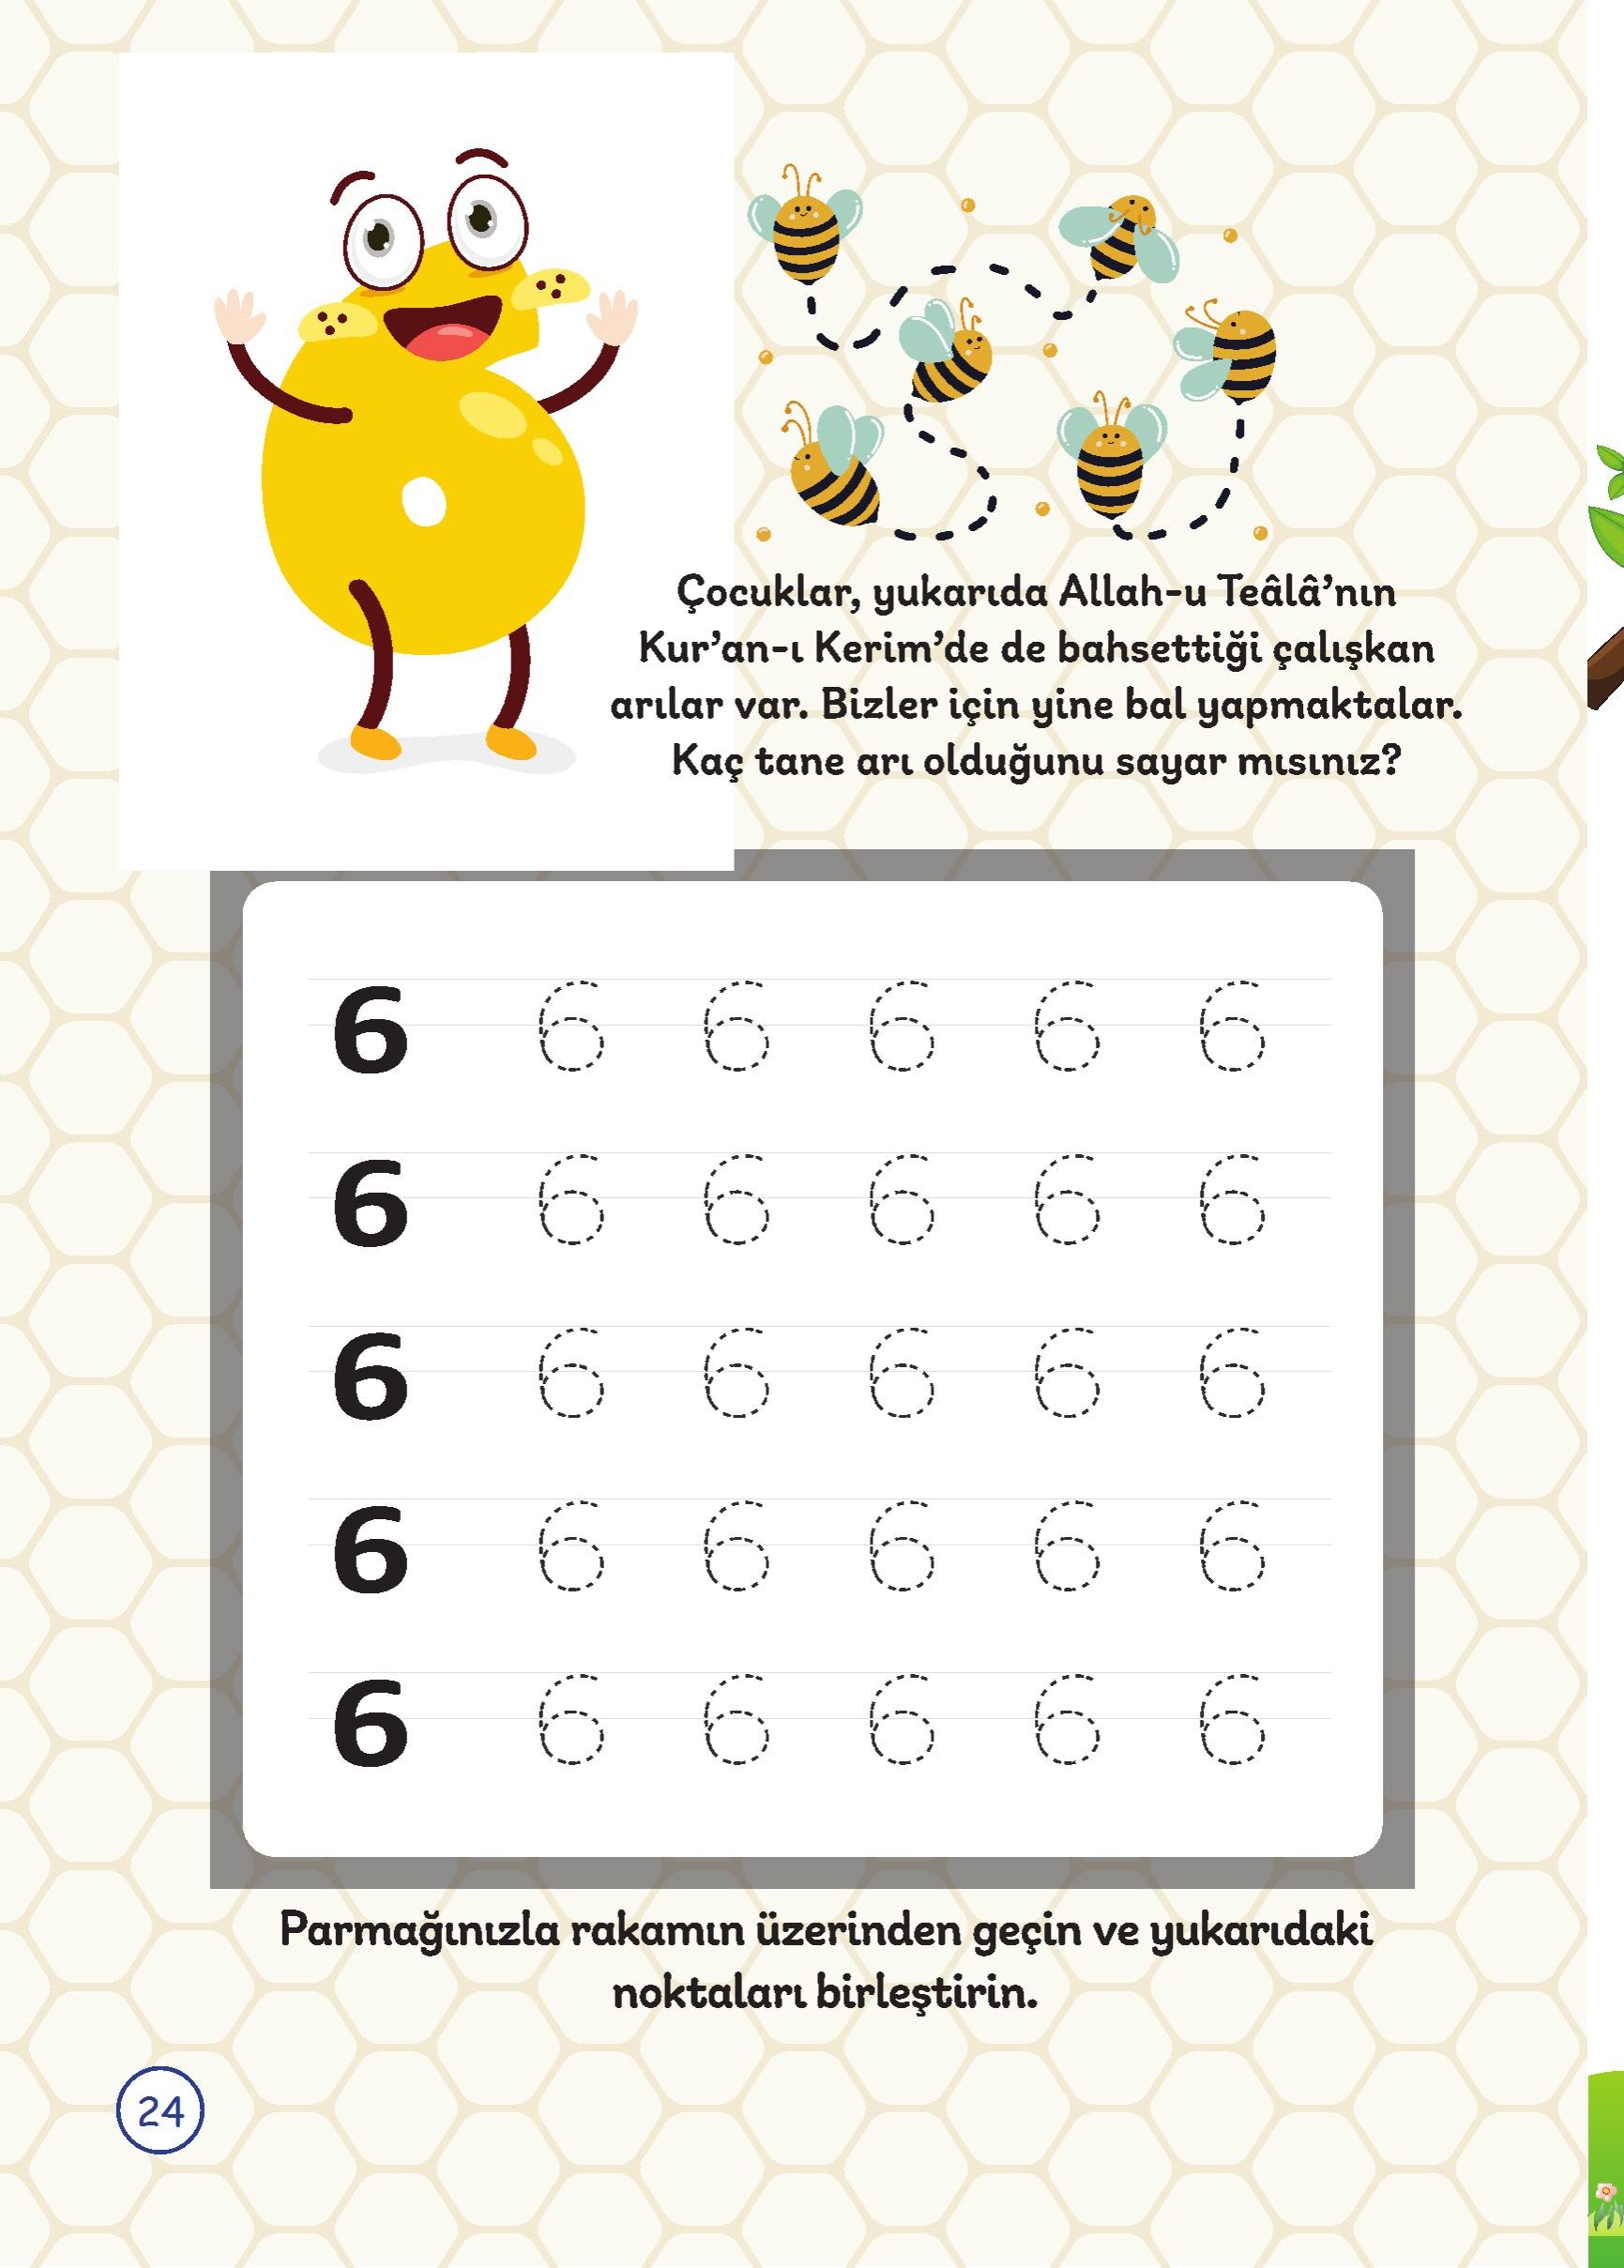 Çocuklar, yukarıda Allah-u Teâlâ’nın
Kur’an-ı Kerim’de de bahsettiği çalışkan
arılar var. Bizler için yine bal yapmaktalar.
Kaç tane arı olduğunu sayar mısınız?
6 6 6 6 6 6
6 6 6 6 6 6
6 6 6 6 6 6
6 6 6 6 6 6
6 6 6 6 6 6
Parmağınızla rakamın üzerinden geçin ve yukarıdaki
noktaları birleştirin.
24